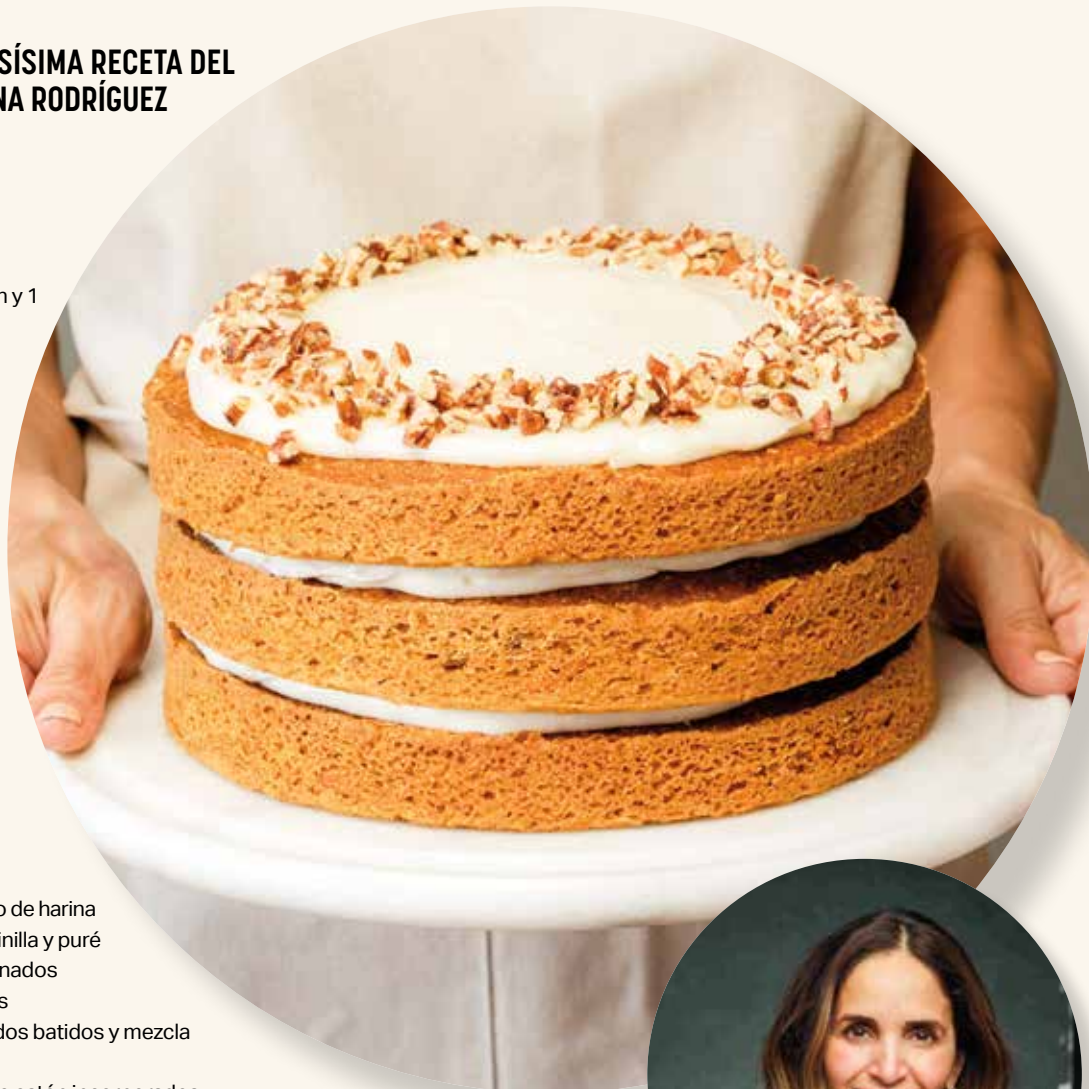 SÍSIMA RECETA DEL
NA RODRÍGUEZ
n y 1
o de harina
inilla y puré
nados
s
dos batidos y mezcla